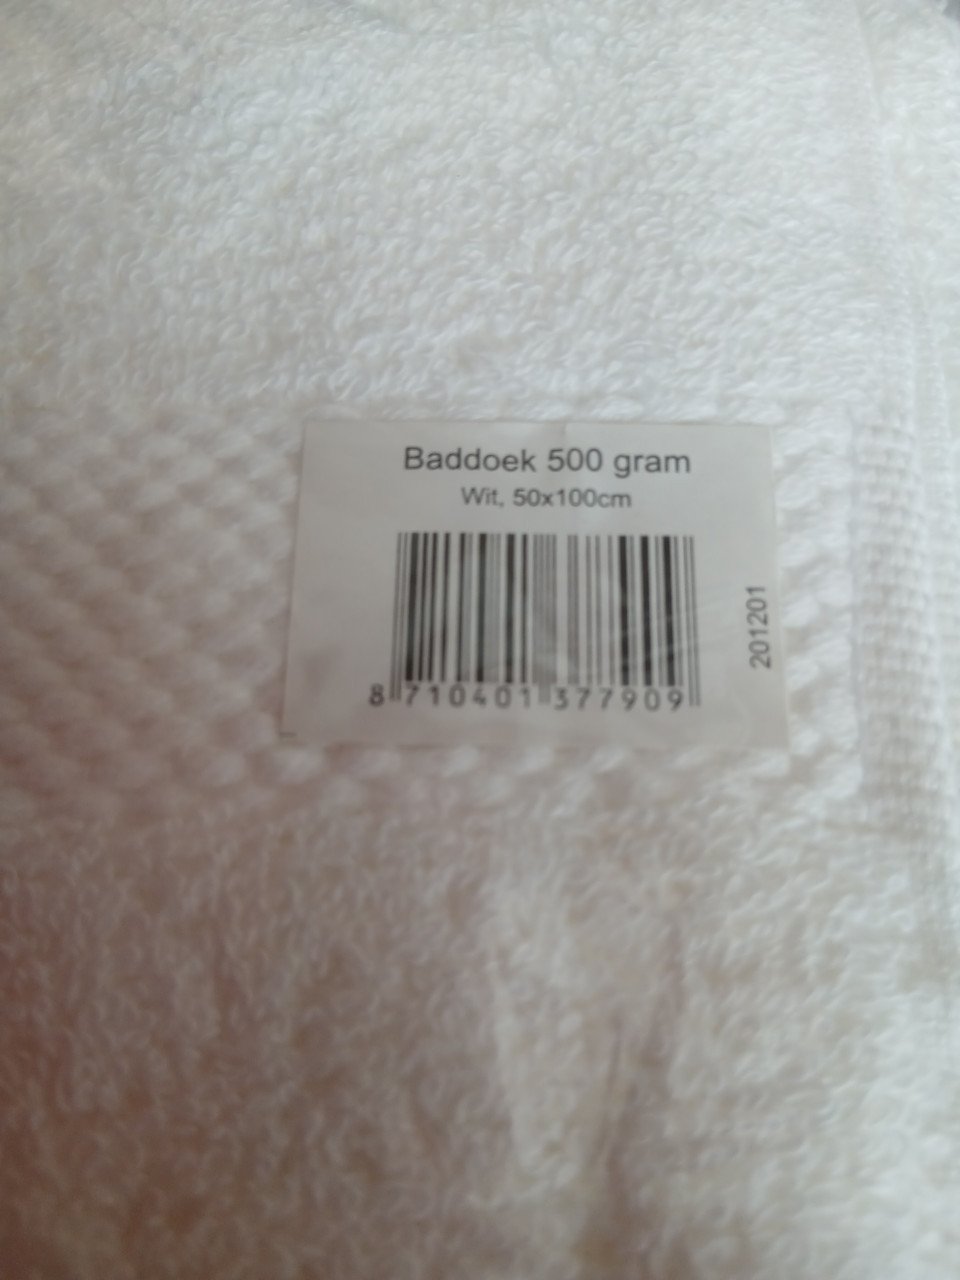 Baddoek 500 gram
Wit, 50x100cm
8 710401 377909
201201